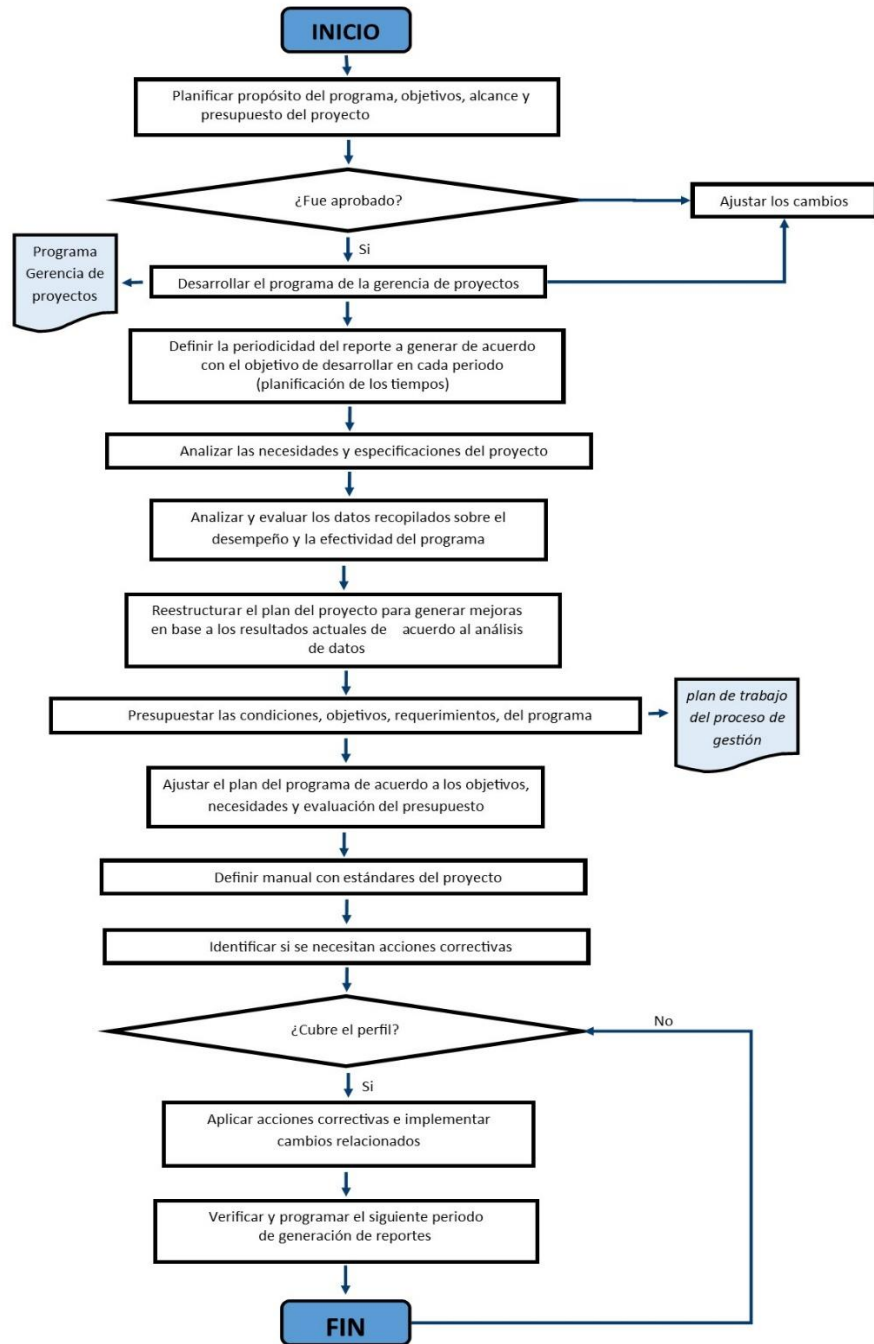 INICIO
Planificar propósito del programa, objetivos, alcance y
presupuesto del proyecto
¿Fue aprobado?
Ajustar los cambios
Si
Programa
Gerencia de
proyectos
Desarrollar el programa de la gerencia de proyectos
Definir la periodicidad del reporte a generar de acuerdo
con el objetivo de desarrollar en cada periodo
(planificación de los tiempos)
Analizar las necesidades y especificaciones del proyecto
Analizar y evaluar los datos recopilados sobre el
desempeño y la efectividad del programa
Reestructurar el plan del proyecto para generar mejoras
en base a los resultados actuales de acuerdo al análisis
de datos
Presupuestar las condiciones, objetivos, requerimientos, del programa
plan de trabajo
del proceso de
gestión
Ajustar el plan del programa de acuerdo a los objetivos,
necesidades y evaluación del presupuesto
Definir manual con estándares del proyecto
Identificar si se necesitan acciones correctivas
¿Cubre el perfil?
No
Si
Aplicar acciones correctivas e implementar
cambios relacionados
Verificar y programar el siguiente periodo
de generación de reportes
FIN